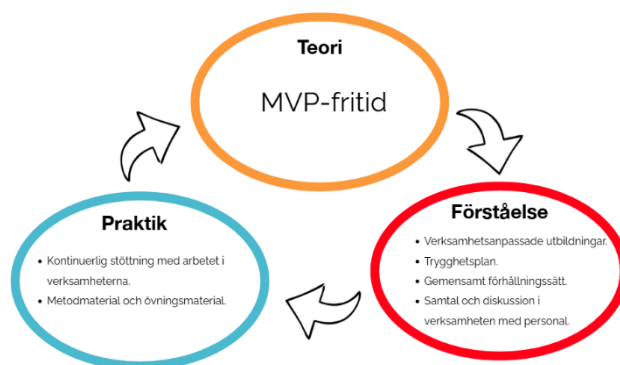 Teori
MVP-fritid
Förståelse
• Verksamhetsanpassade utbildningar.
• Trygghetsplan.
• Gemensamt förhållningssätt.
• Samtal och diskussion i
verksamheten med personal.
Praktik
• Kontinuerlig stöttning med arbetet i
verksamheterna.
• Metodmaterial och övningsmaterial.